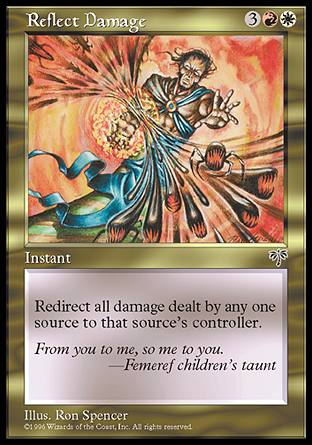 Reflect Damage 3
Instant
Redirect all damage dealt by any one
source to that source's controller.
From you to me, so me to you.
—Femeref children's taunt
Illus. Ron Spencer
©1996 Wizards of the Coast, Inc. All rights reserved.